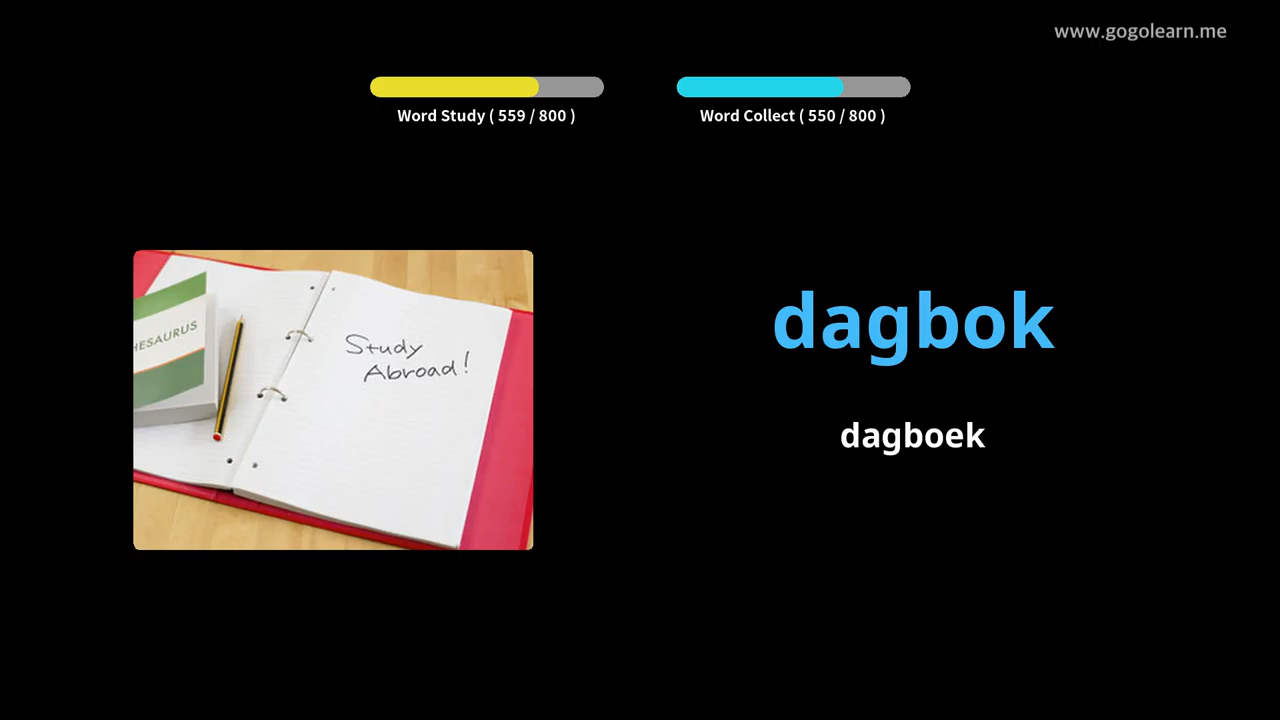 www.gogolearn.me
Word Study ( 559 / 800 )
Word Collect ( 550 / 800 )
HESAURUS
Study
Abroad!
dagbok
dagboek